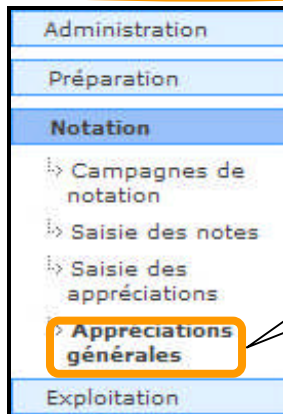 Administration
Préparation
Notation
Campagnes de
notation
Saisie des notes
Saisie des
appréciations
Appréciations
générales
Exploitation